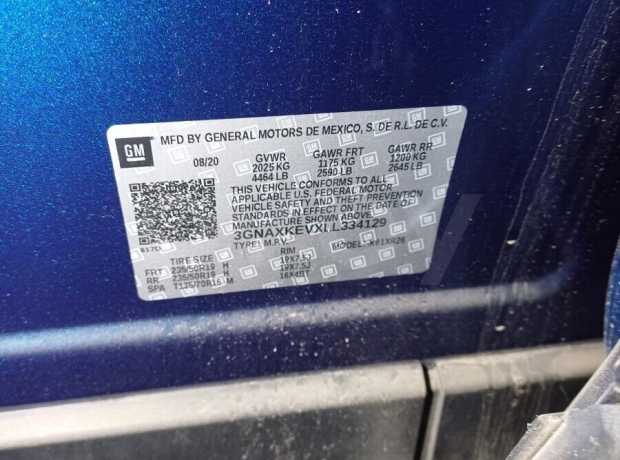 MFD BY GENERAL MOTORS DE MEXICO, S. DE R.L. DE C.V.
GM
08/20 GVWR GAWR FRT GAWR RR
2025 KG 1175 KG 1200 KG
4464 LB 2590 LB 2645 LB
THIS VEHICLE CONFORMS TO ALL
APPLICABLE U.S. FEDERAL MOTOR
VEHICLE SAFETY AND THEFT PREVENTION
STANDARDS IN EFFECT ON THE DATE OF
MANUFACTURE SHOWN ABOVE.
3GNAXKEVXLL334129
TYPE: M.P.V. MODEL: 
TIRE SIZE RIM
FRT 235/50R19 H 19X7.5J
RR 235/50R19 H 19X7.5J
SPA T135/70R16 M 16X4BT